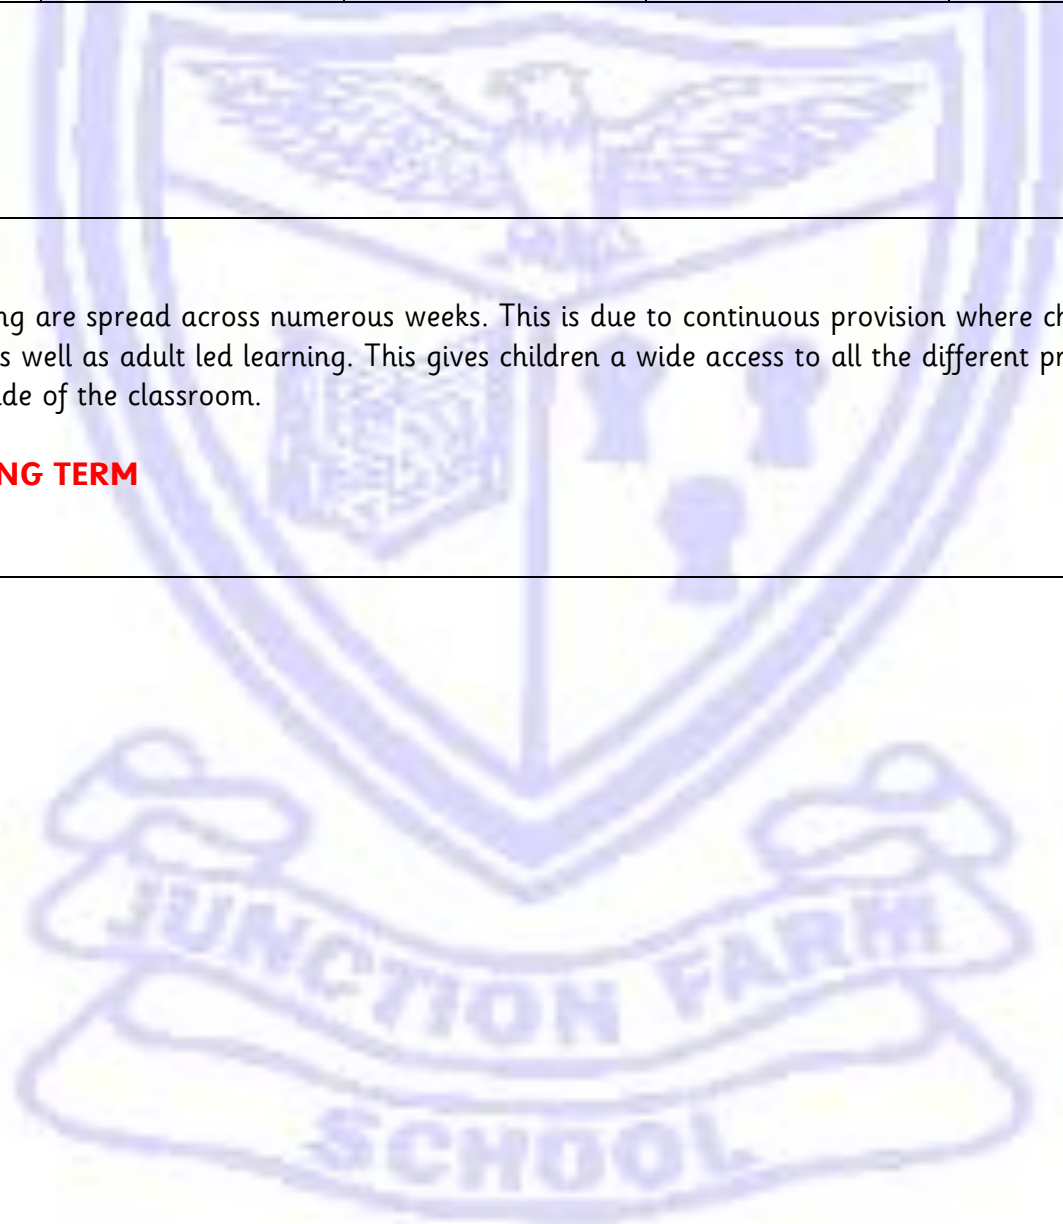 ng are spread across numerous weeks. This is due to continuous provision where ch
s well as adult led learning. This gives children a wide access to all the different pr
de of the classroom.
NG TERM
JUNCTION FARM
SCHOOL